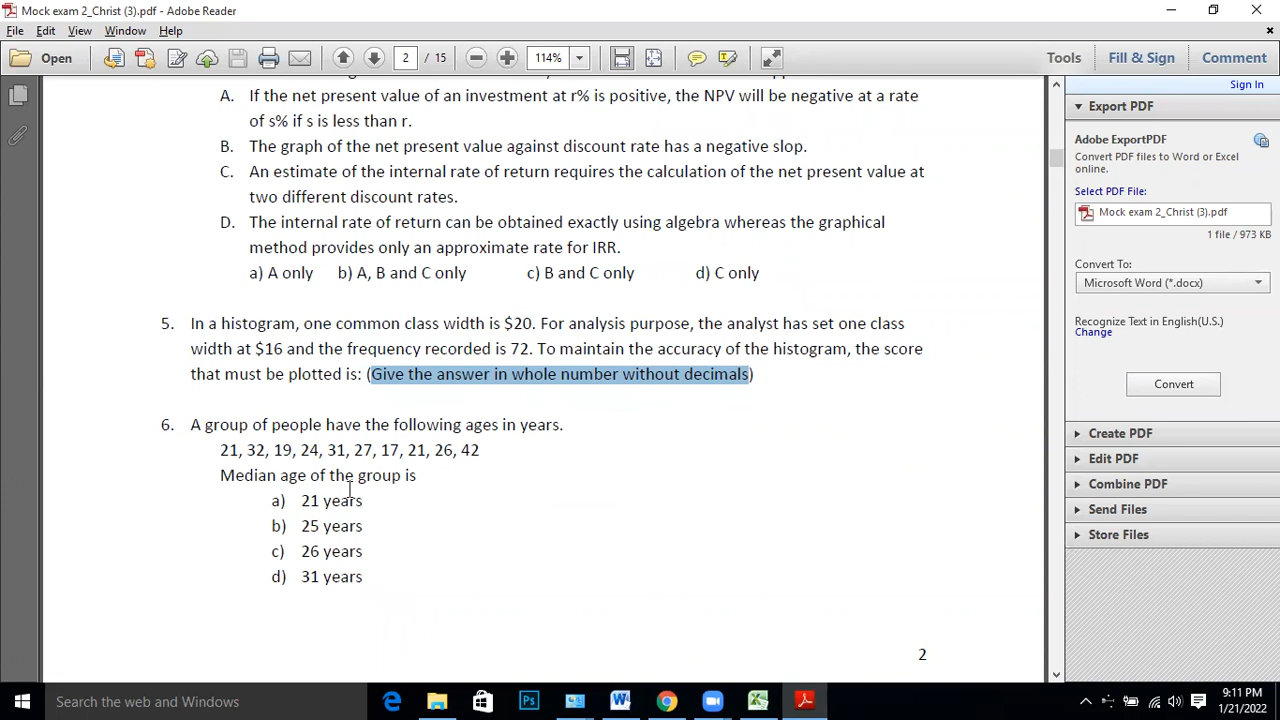 Mock exam 2_Christ (3).pdf - Adobe Reader
File Edit View Window Help
Open 2 / 15 114% Tools Fill & Sign Comment
A. If the net present value of an investment at r% is positive, the NPV will be negative at a rate
of s% if s is less than r.
B. The graph of the net present value against discount rate has a negative slop.
C. An estimate of the internal rate of return requires the calculation of the net present value at
two different discount rates.
D. The internal rate of return can be obtained exactly using algebra whereas the graphical
method provides only an approximate rate for IRR.
a) A only b) A, B and C only c) B and C only d) C only
5. In a histogram, one common class width is $20. For analysis purpose, the analyst has set one class
width at $16 and the frequency recorded is 72. To maintain the accuracy of the histogram, the score
that must be plotted is: (Give the answer in whole number without decimals)
6. A group of people have the following ages in years.
21, 32, 19, 24, 31, 27, 17, 21, 26, 42
Median age of the group is
a) 21 years
b) 25 years
c) 26 years
d) 31 years
2
Sign In
Export PDF
Adobe ExportPDF
Convert PDF files to Word or Excel
online.
Select PDF File:
Mock exam 2_Christ (3).pdf
1 file / 973 KB
Convert To:
Microsoft Word (*.docx)
Recognize Text in English(U.S.)
Change
Convert
Create PDF
Edit PDF
Combine PDF
Send Files
Store Files
Search the web and Windows
9:11 PM
1/21/2022